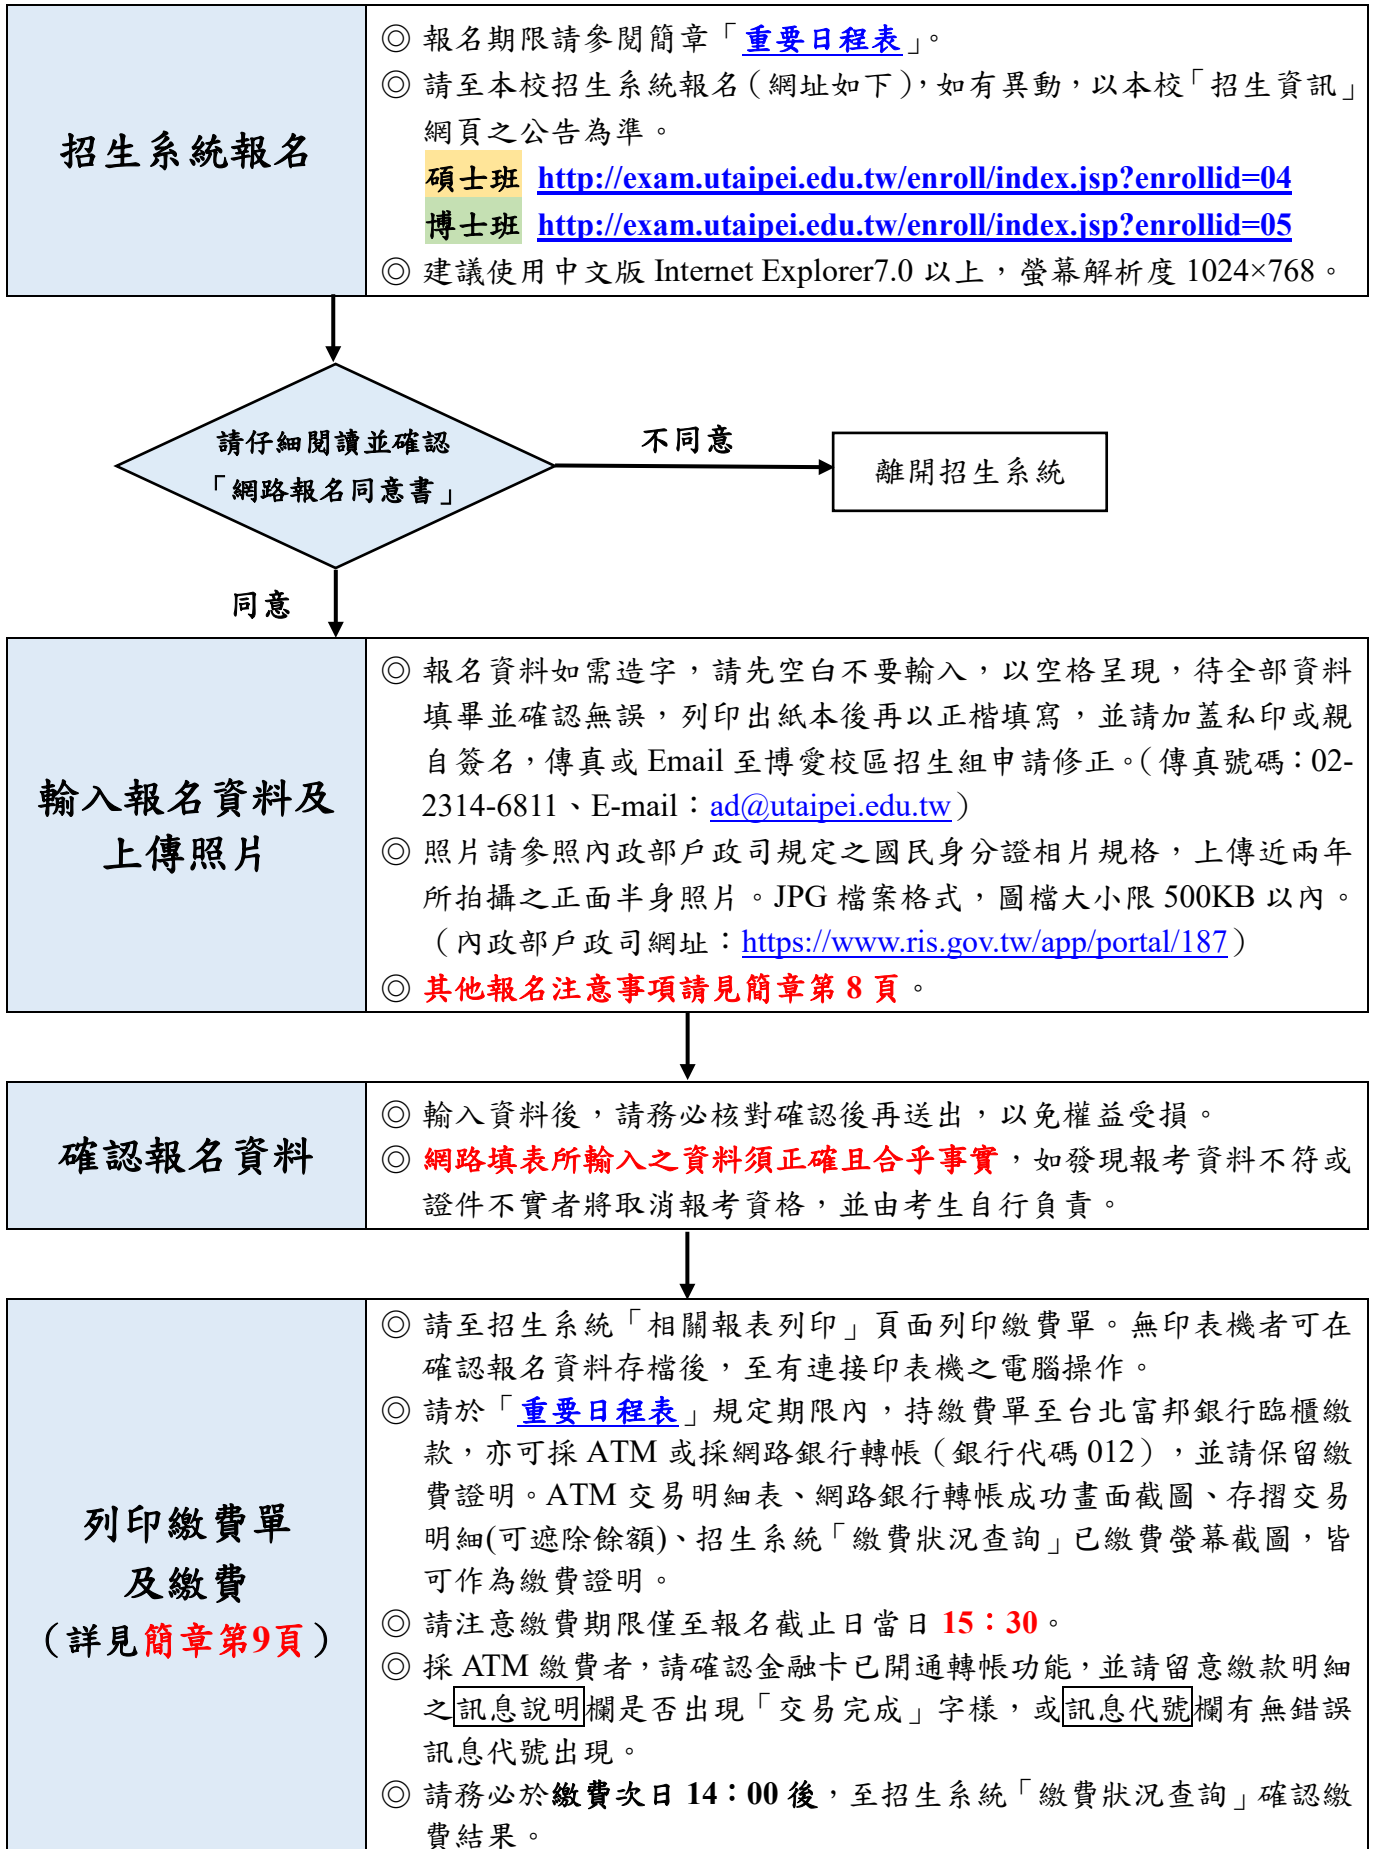 招生系統報名
◎ 報名期限請參閱簡章「重要日程表」。
◎ 請至本校招生系統報名（網址如下），如有異動，以本校「招生資訊」
網頁之公告為準。
碩士班 http://exam.utaipei.edu.tw/enroll/index.jsp?enrollid=04
博士班 http://exam.utaipei.edu.tw/enroll/index.jsp?enrollid=05
◎ 建議使用中文版 Internet Explorer7.0 以上，螢幕解析度 1024×768。
請仔細閱讀並確認
「網路報名同意書」
不同意
離開招生系統
同意
輸入報名資料及
上傳照片
◎ 報名資料如需造字，請先空白不要輸入，以空格呈現，待全部資料
填畢並確認無誤，列印出紙本後再以正楷填寫，並請加蓋私印或親
自簽名，傳真或 Email 至博愛校區招生組申請修正。（傳真號碼：02-
2314-6811、E-mail：ad@utaipei.edu.tw）
◎ 照片請參照內政部戶政司規定之國民身分證相片規格，上傳近兩年
所拍攝之正面半身照片。JPG 檔案格式，圖檔大小限 500KB 以內。
（內政部戶政司網址：https://www.ris.gov.tw/app/portal/187）
◎ 其他報名注意事項請見簡章第 8 頁。
確認報名資料
◎ 輸入資料後，請務必核對確認後再送出，以免權益受損。
◎ 網路填表所輸入之資料須正確且合乎事實，如發現報考資料不符或
證件不實者將取消報考資格，並由考生自行負責。
列印繳費單
及繳費
（詳見簡章第9頁）
◎ 請至招生系統「相關報表列印」頁面列印繳費單。無印表機者可在
確認報名資料存檔後，至有連接印表機之電腦操作。
◎ 請於「重要日程表」規定期限內，持繳費單至台北富邦銀行臨櫃繳
款，亦可採 ATM 或採網路銀行轉帳（銀行代碼 012），並請保留繳
費證明。ATM 交易明細表、網路銀行轉帳成功畫面截圖、存摺交易
明細(可遮除餘額)、招生系統「繳費狀況查詢」已繳費螢幕截圖，皆
可作為繳費證明。
◎ 請注意繳費期限僅至報名截止日當日 15：30。
◎ 採 ATM 繳費者，請確認金融卡已開通轉帳功能，並請留意繳款明細
之訊息說明欄是否出現「交易完成」字樣，或訊息代號欄有無錯誤
訊息代號出現。
◎ 請務必於繳費次日 14：00 後，至招生系統「繳費狀況查詢」確認繳
費結果。